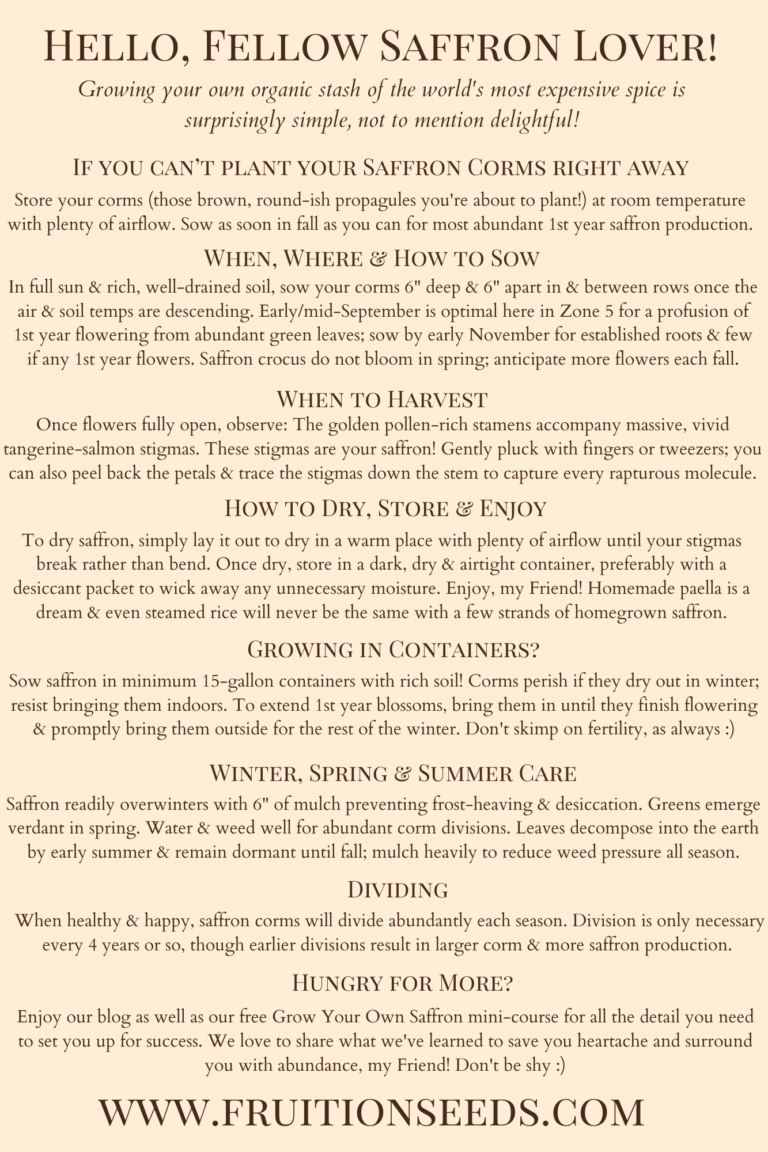 Hello, Fellow Saffron Lover!
Growing your own organic stash of the world's most expensive spice is
surprisingly simple, not to mention delightful!
If you can't plant your Saffron Corms right away
Store your corms (those brown, round-ish propagules you're about to plant!) at room temperature
with plenty of airflow. Sow as soon in fall as you can for most abundant 1st year saffron production.
When, Where & How to Sow
In full sun & rich, well-drained soil, sow your corms 6" deep & 6" apart in & between rows once the
air & soil temps are descending. Early/mid-September is optimal here in Zone 5 for a profusion of
1st year flowering from abundant green leaves; sow by early November for established roots & few
if any 1st year flowers. Saffron crocus do not bloom in spring; anticipate more flowers each fall.
When to Harvest
Once flowers fully open, observe: The golden pollen-rich stamens accompany massive, vivid
tangerine-salmon stigmas. These stigmas are your saffron! Gently pluck with fingers or tweezers; you
can also peel back the petals & trace the stigmas down the stem to capture every rapturous molecule.
How to Dry, Store & Enjoy
To dry saffron, simply lay it out to dry in a warm place with plenty of airflow until your stigmas
break rather than bend. Once dry, store in a dark, dry & airtight container, preferably with a
desiccant packet to wick away any unnecessary moisture. Enjoy, my Friend! Homemade paella is a
dream & even steamed rice will never be the same with a few strands of homegrown saffron.
Growing in Containers?
Sow saffron in minimum 15-gallon containers with rich soil! Corms perish if they dry out in winter;
resist bringing them indoors. To extend 1st year blossoms, bring them in until they finish flowering
& promptly bring them outside for the rest of the winter. Don't skimp on fertility, as always :)
Winter, Spring & Summer Care
Saffron readily overwinters with 6" of mulch preventing frost-heaving & desiccation. Greens emerge
verdant in spring. Water & weed well for abundant corm divisions. Leaves decompose into the earth
by early summer & remain dormant until fall; mulch heavily to reduce weed pressure all season.
Dividing
When healthy & happy, saffron corms will divide abundantly each season. Division is only necessary
every 4 years or so, though earlier divisions result in larger corm & more saffron production.
Hungry for More?
Enjoy our blog as well as our free Grow Your Own Saffron mini-course for all the detail you need
to set you up for success. We love to share what we've learned to save you heartache and surround
you with abundance, my Friend! Don't be shy :)
www.fruitionseeds.com